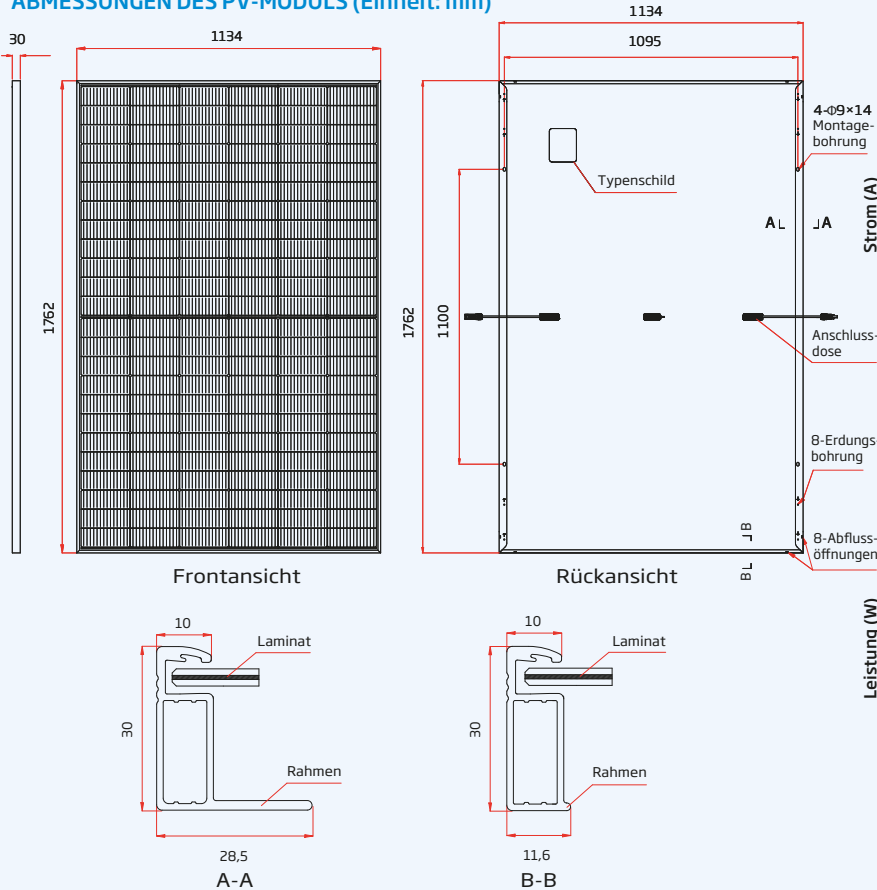 ABMESSUNGEN DES PV-MODULS (Einheit: mm)
30
1134
1762
Frontansicht
1134
1095
4-Φ9×14
Montage-
bohrung
Typenschild
A
A
Strom (A)
1762
1100
Anschluss-
dose
8-Erdungs-
bohrung
B
8-Abfluss-
öffnungen
B
Rückansicht
Leistung (W)
10
Laminat
30
Rahmen
28,5
A-A
10
Laminat
30
Rahmen
11,6
B-B